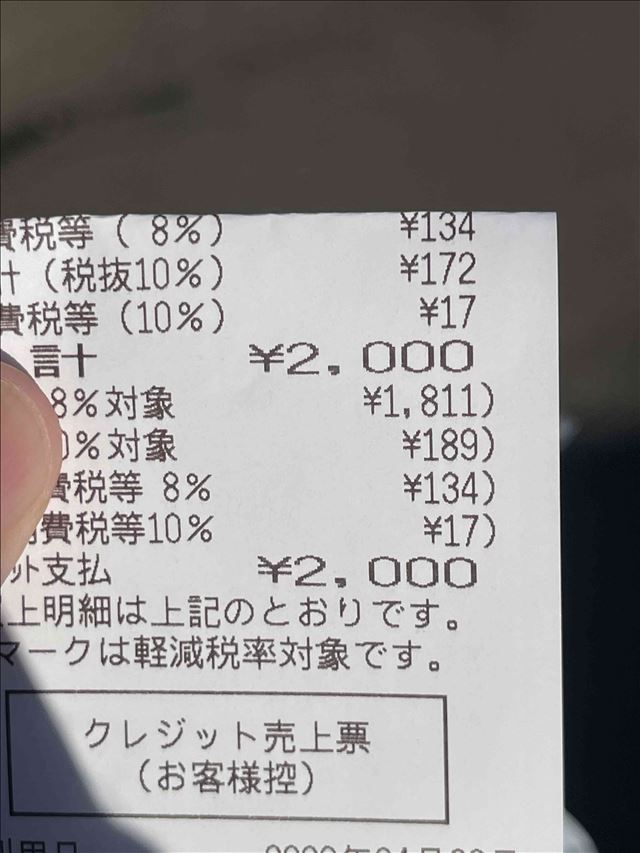 税等 ( 8%) ¥134
(税抜10%) ¥172
費税等 (10%) ¥17
計 ¥2,000
8%対象 ¥1,811)
%対象 ¥189)
費税等 8% ¥134)
費税等10% ¥17)
ット支払 ¥2,000
上明細は上記のとおりです。
マークは軽減税率対象です。
クレジット売上票
(お客様控)